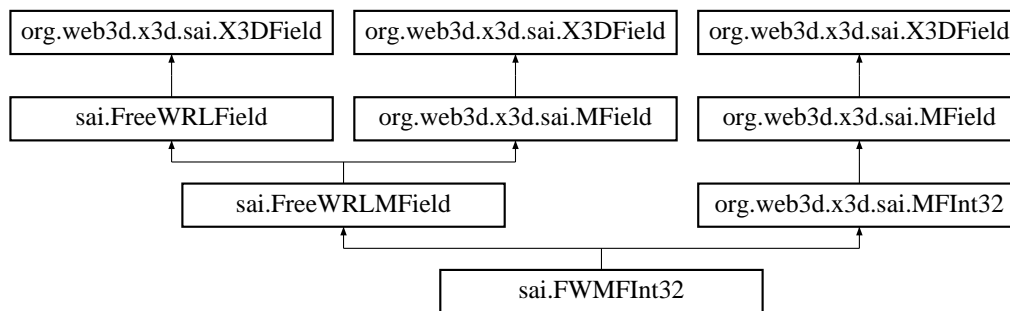 org.web3d.x3d.sai.X3DField
org.web3d.x3d.sai.X3DField
org.web3d.x3d.sai.X3DField
sai.FreeWRLField
org.web3d.x3d.sai.MField
org.web3d.x3d.sai.MField
sai.FreeWRLMField
org.web3d.x3d.sai.MFInt32
sai.FWMFInt32